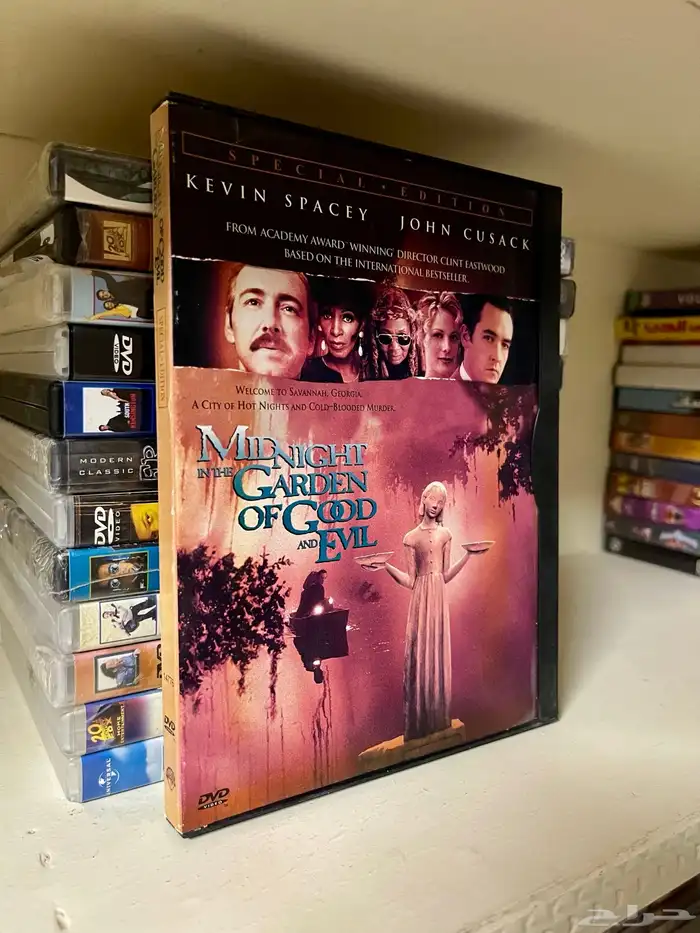 SPECIAL • EDITION
KEVIN SPACEY JOHN CUSACK
FROM ACADEMY AWARD® WINNING DIRECTOR CLINT EASTWOOD
BASED ON THE INTERNATIONAL BESTSELLER.
WELCOME TO SAVANNAH, GEORGIA.
A CITY OF HOT NIGHTS AND COLD-BLOODED MURDER.
MIDNIGHT
IN THE GARDEN
OF GOOD
AND EVIL
DVD
VIDEO
DVD
VIDEO
MODERN
CLASSIC
DVD
VIDEO
UNIVERSAL
DVD
حراج